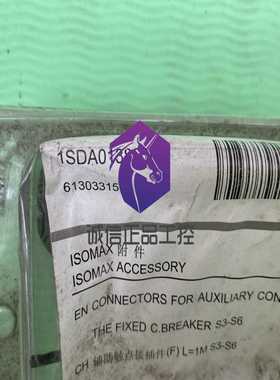 1SDA013
61303315
诚信正品工控
ISOMAX 附件
ISOMAX ACCESSORY
EN CONNECTORS FOR AUXILIARY CON
THE FIXED C.BREAKER S3-S6
CH 辅助触点接插件(F) L=1M S3-S6